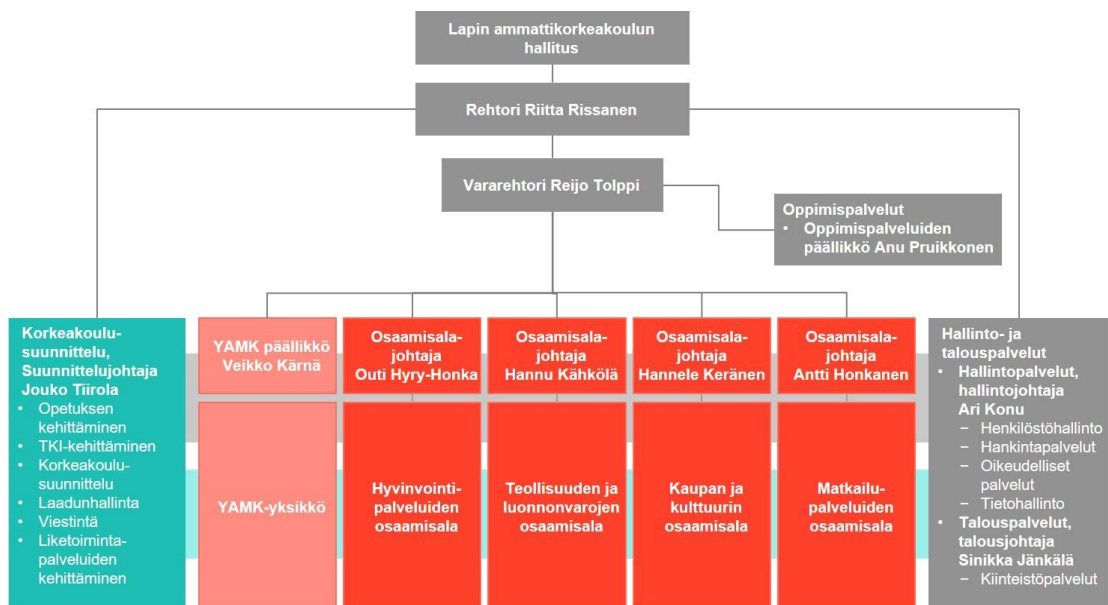 Lapin ammattikorkeakoulun
hallitus
Rehtori Riitta Rissanen
Vararehtori Reijo Tolppi
Oppimispalvelut
• Oppimispalveluiden
päällikkö Anu Pruikkonen
Korkeakoulu-
suunnittelu,
Suunnittelujohtaja
Jouko Tiirola
• Opetuksen
kehittäminen
• TKI-kehittäminen
• Korkeakoulu-
suunnittelu
• Laadunhallinta
• Viestintä
• Liketoiminta-
palveluiden
kehittäminen
YAMK päällikkö
Veikko Kärnä
YAMK-yksikkö
Osaamisala-
johtaja
Outi Hyry-Honka
Hyvinvointi-
palveluiden
osaamisala
Osaamisala-
johtaja
Hannu Kähkölä
Teollisuuden ja
luonnonvarojen
osaamisala
Osaamisala-
johtaja
Hannele Keränen
Kaupan ja
kulttuurin
osaamisala
Osaamisala-
johtaja
Antti Honkanen
Matkailu-
palveluiden
osaamisala
Hallinto- ja
talouspalvelut
• Hallintopalvelut,
hallintojohtaja
Ari Konu
– Henkilöstöhallinto
– Hankintapalvelut
– Oikeudelliset
palvelut
– Tietohallinto
• Talouspalvelut,
talousjohtaja
Sinikka Jänkälä
– Kiinteistöpalvelut